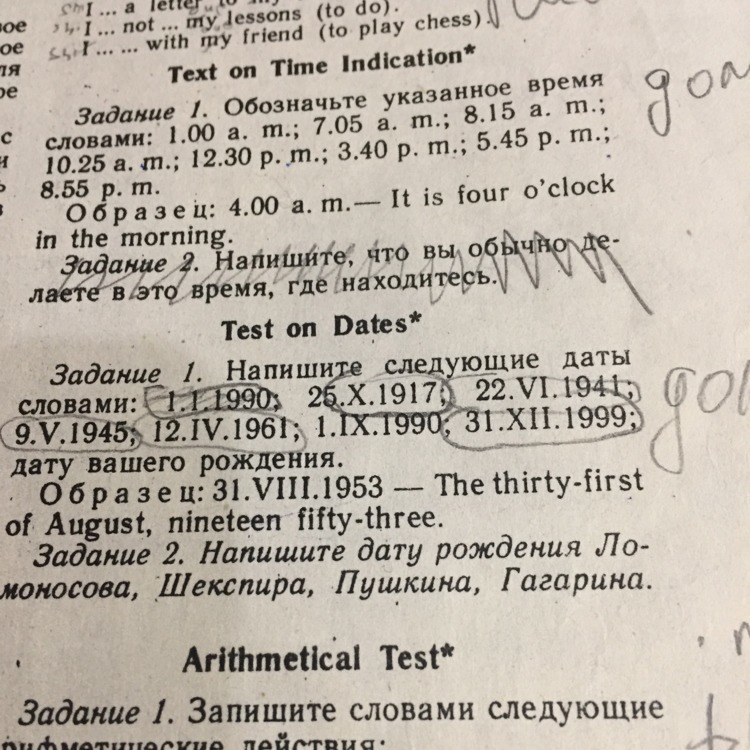 I ... a letter to my
I ... not ... my lessons (to do).
I ... ... with my friend (to play chess).
Text on Time Indication*
Задание 1. Обозначьте указанное время
словами: 1.00 a. m.; 7.05 a. m.; 8.15 a. m.;
10.25 a. m.; 12.30 p. m.; 3.40 p. m.; 5.45 p. m.;
8.55 p. m.
Образец: 4.00 a. m.— It is four o'clock
in the morning.
Задание 2. Напишите, что вы обычно де-
лаете в это время, где находитесь.
Test on Dates*
Задание 1. Напишите следующие даты
словами: 1.I.1990; 25.X.1917; 22.VI.1941;
9.V.1945; 12.IV.1961; 1.IX.1990; 31.XII.1999;
дату вашего рождения.
Образец: 31.VIII.1953 — The thirty-first
of August, nineteen fifty-three.
Задание 2. Напишите дату рождения Ло-
моносова, Шекспира, Пушкина, Гагарина.
Arithmetical Test*
Задание 1. Запишите словами следующие
арифметические действия: